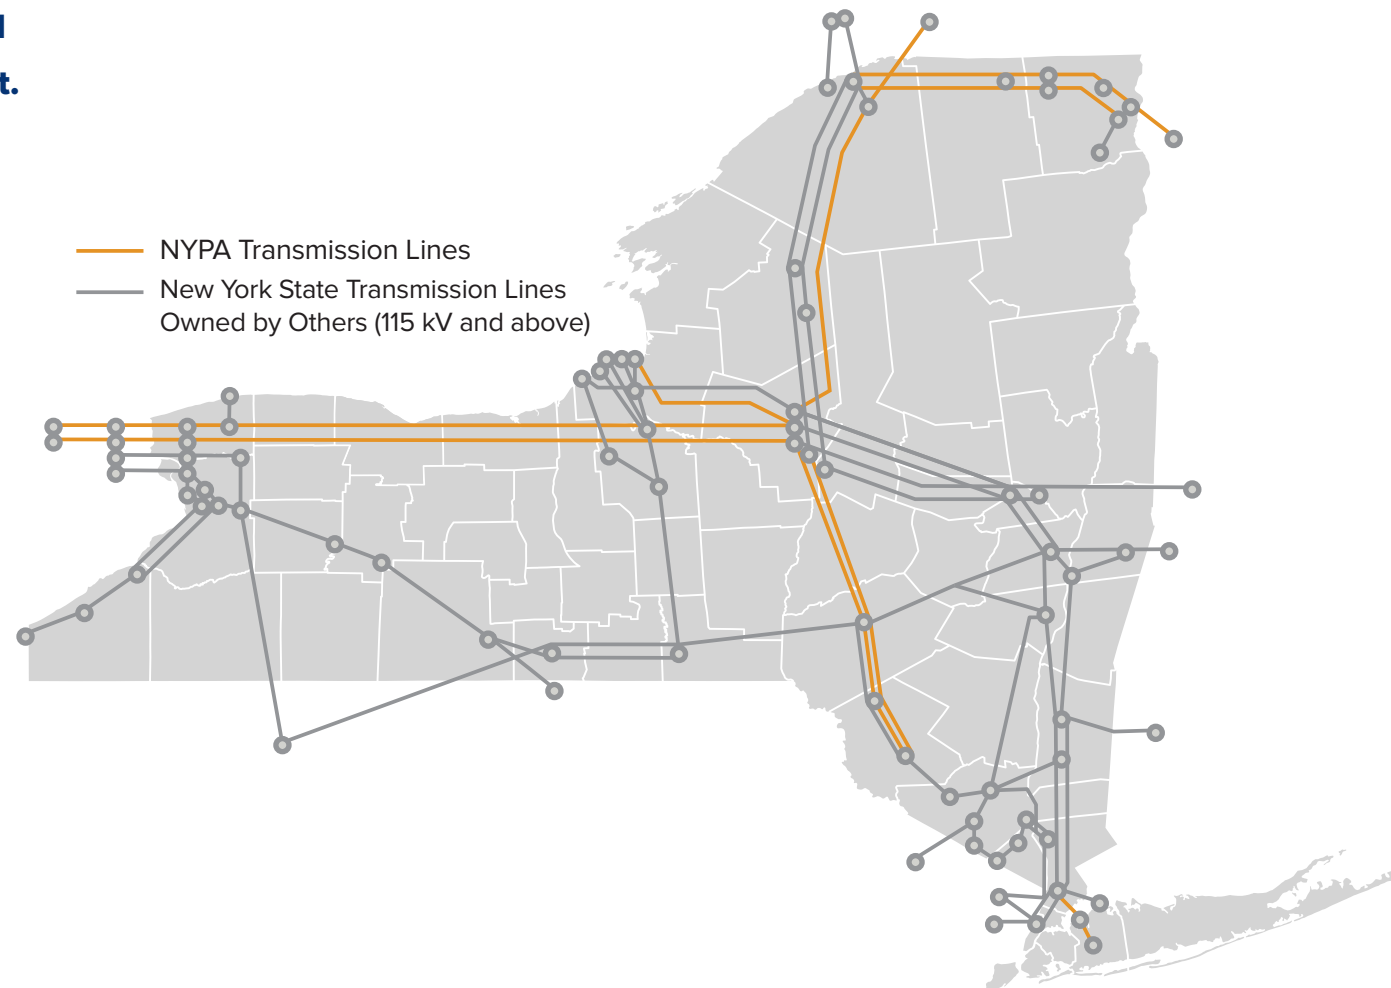 t.
NYPA Transmission Lines
New York State Transmission Lines
Owned by Others (115 kV and above)